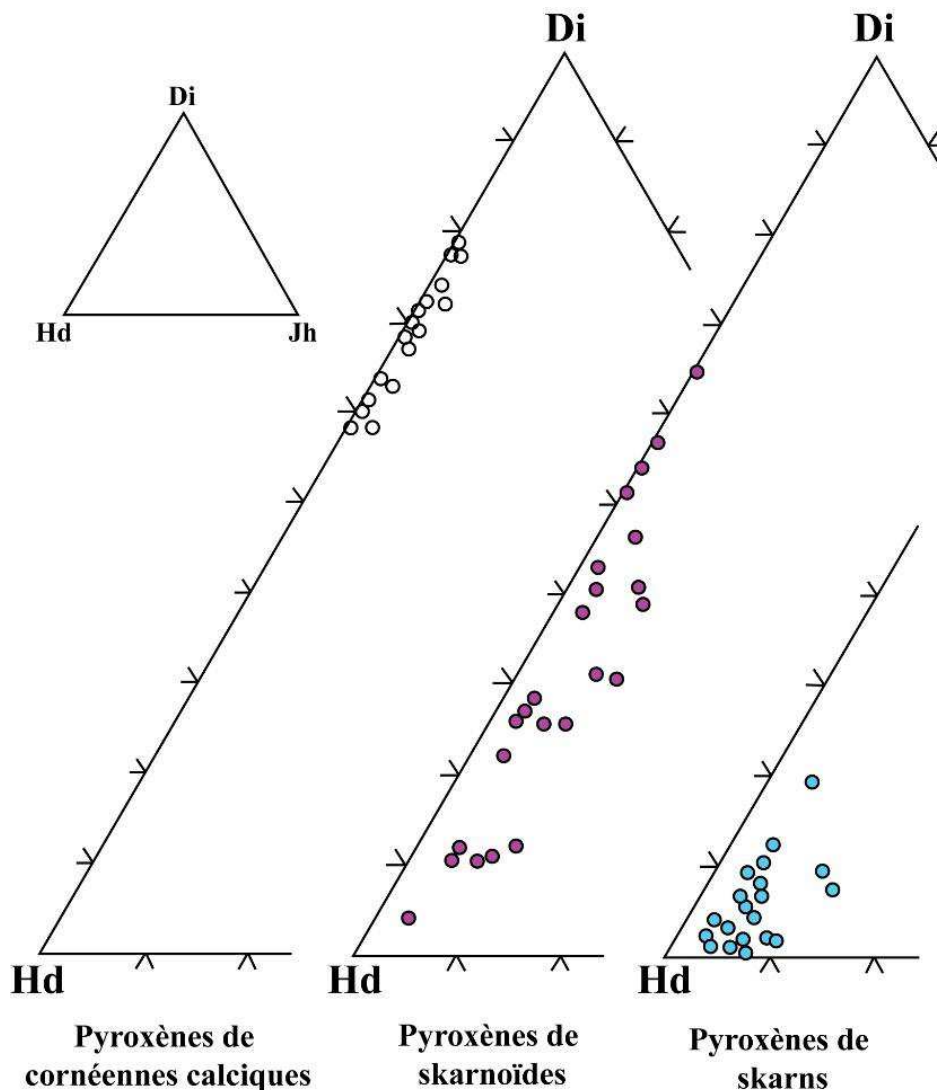 Di
Hd
Jh
Di
Di
Hd
Hd
Hd
Pyroxènes de
cornéennes calciques
Pyroxènes de
skarnoïdes
Pyroxènes de
skarns